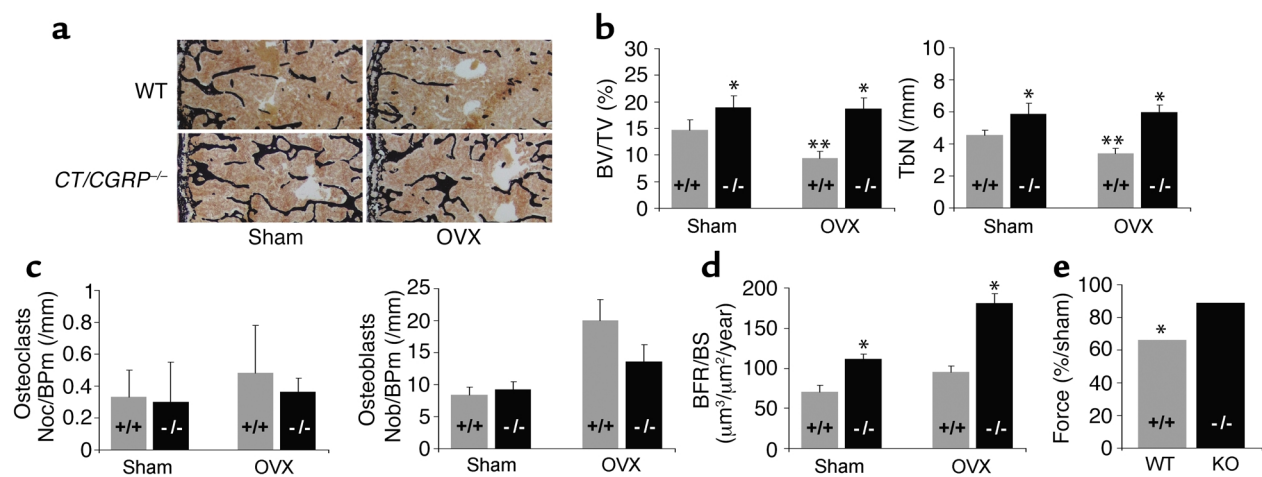 a
WT
CT/CGRP–/–
Sham
OVX
b
BV/TV (%)
30
25
20
15
10
5
0
*
**
*
+/+
-/-
+/+
-/-
Sham
OVX
TbN (/mm)
10
8
6
4
2
0
*
**
*
+/+
-/-
+/+
-/-
Sham
OVX
c
Osteoclasts
Noc/BPm (/mm)
1
0.8
0.6
0.4
0.2
0
+/+
-/-
+/+
-/-
Sham
OVX
Osteoblasts
Nob/BPm (/mm)
25
20
15
10
5
0
+/+
-/-
+/+
-/-
Sham
OVX
d
BFR/BS
(μm³/μm²/year)
200
150
100
50
0
*
*
+/+
-/-
+/+
-/-
Sham
OVX
e
Force (%/sham)
100
80
60
40
20
0
*
+/+
-/-
WT
KO